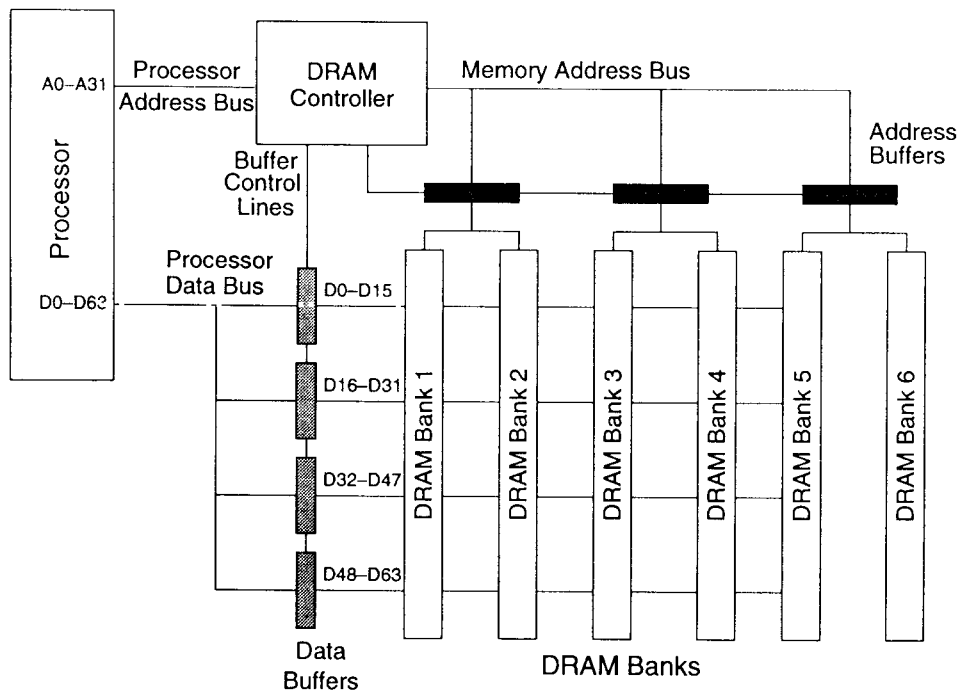 A0–A31
Processor
Address Bus
DRAM
Controller
Memory Address Bus
Address
Buffers
Buffer
Control
Lines
Processor
Processor
Data Bus
D0–D63
D0–D15
D16–D31
D32–D47
D48–D63
DRAM Bank 1
DRAM Bank 2
DRAM Bank 3
DRAM Bank 4
DRAM Bank 5
DRAM Bank 6
Data
Buffers
DRAM Banks